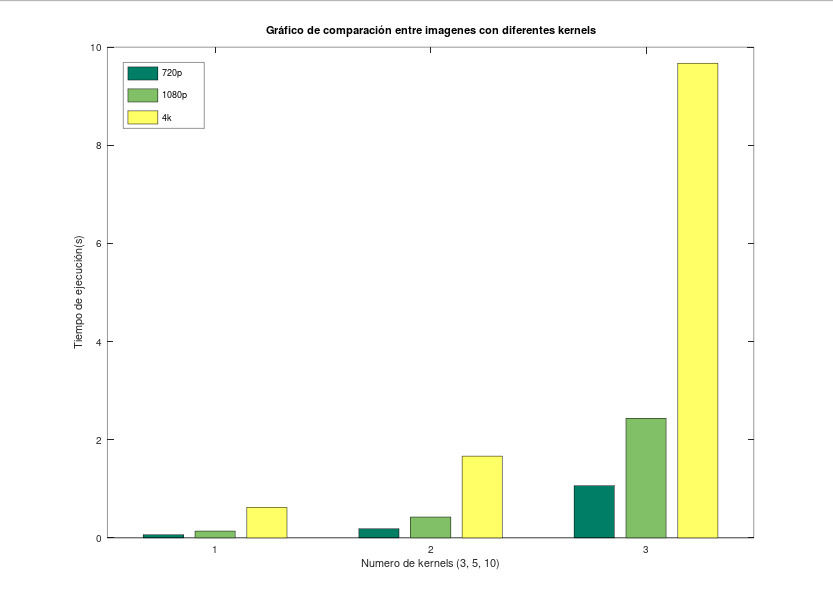 Gráfico de comparación entre imagenes con diferentes kernels
720p
1080p
4k
10
8
6
4
2
0
Tiempo de ejecución(s)
1 2 3
Numero de kernels (3, 5, 10)